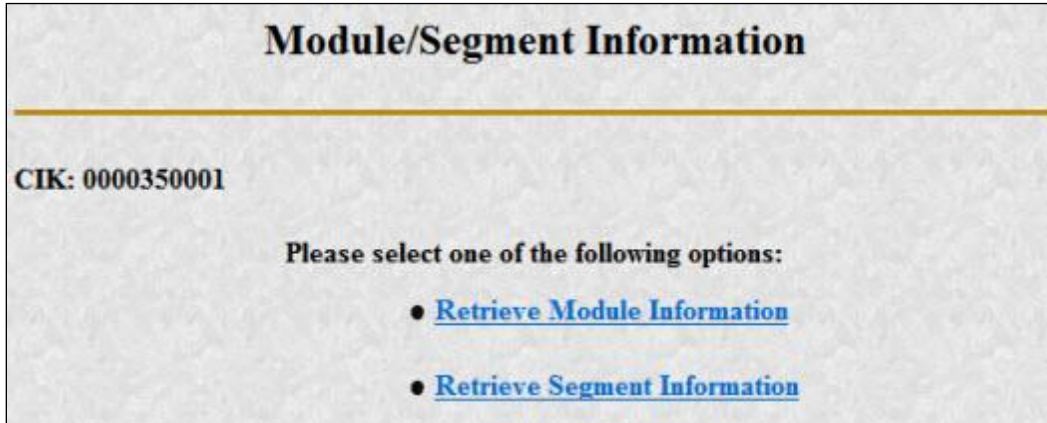 Module/Segment Information
CIK: 0000350001
Please select one of the following options:
• Retrieve Module Information
• Retrieve Segment Information